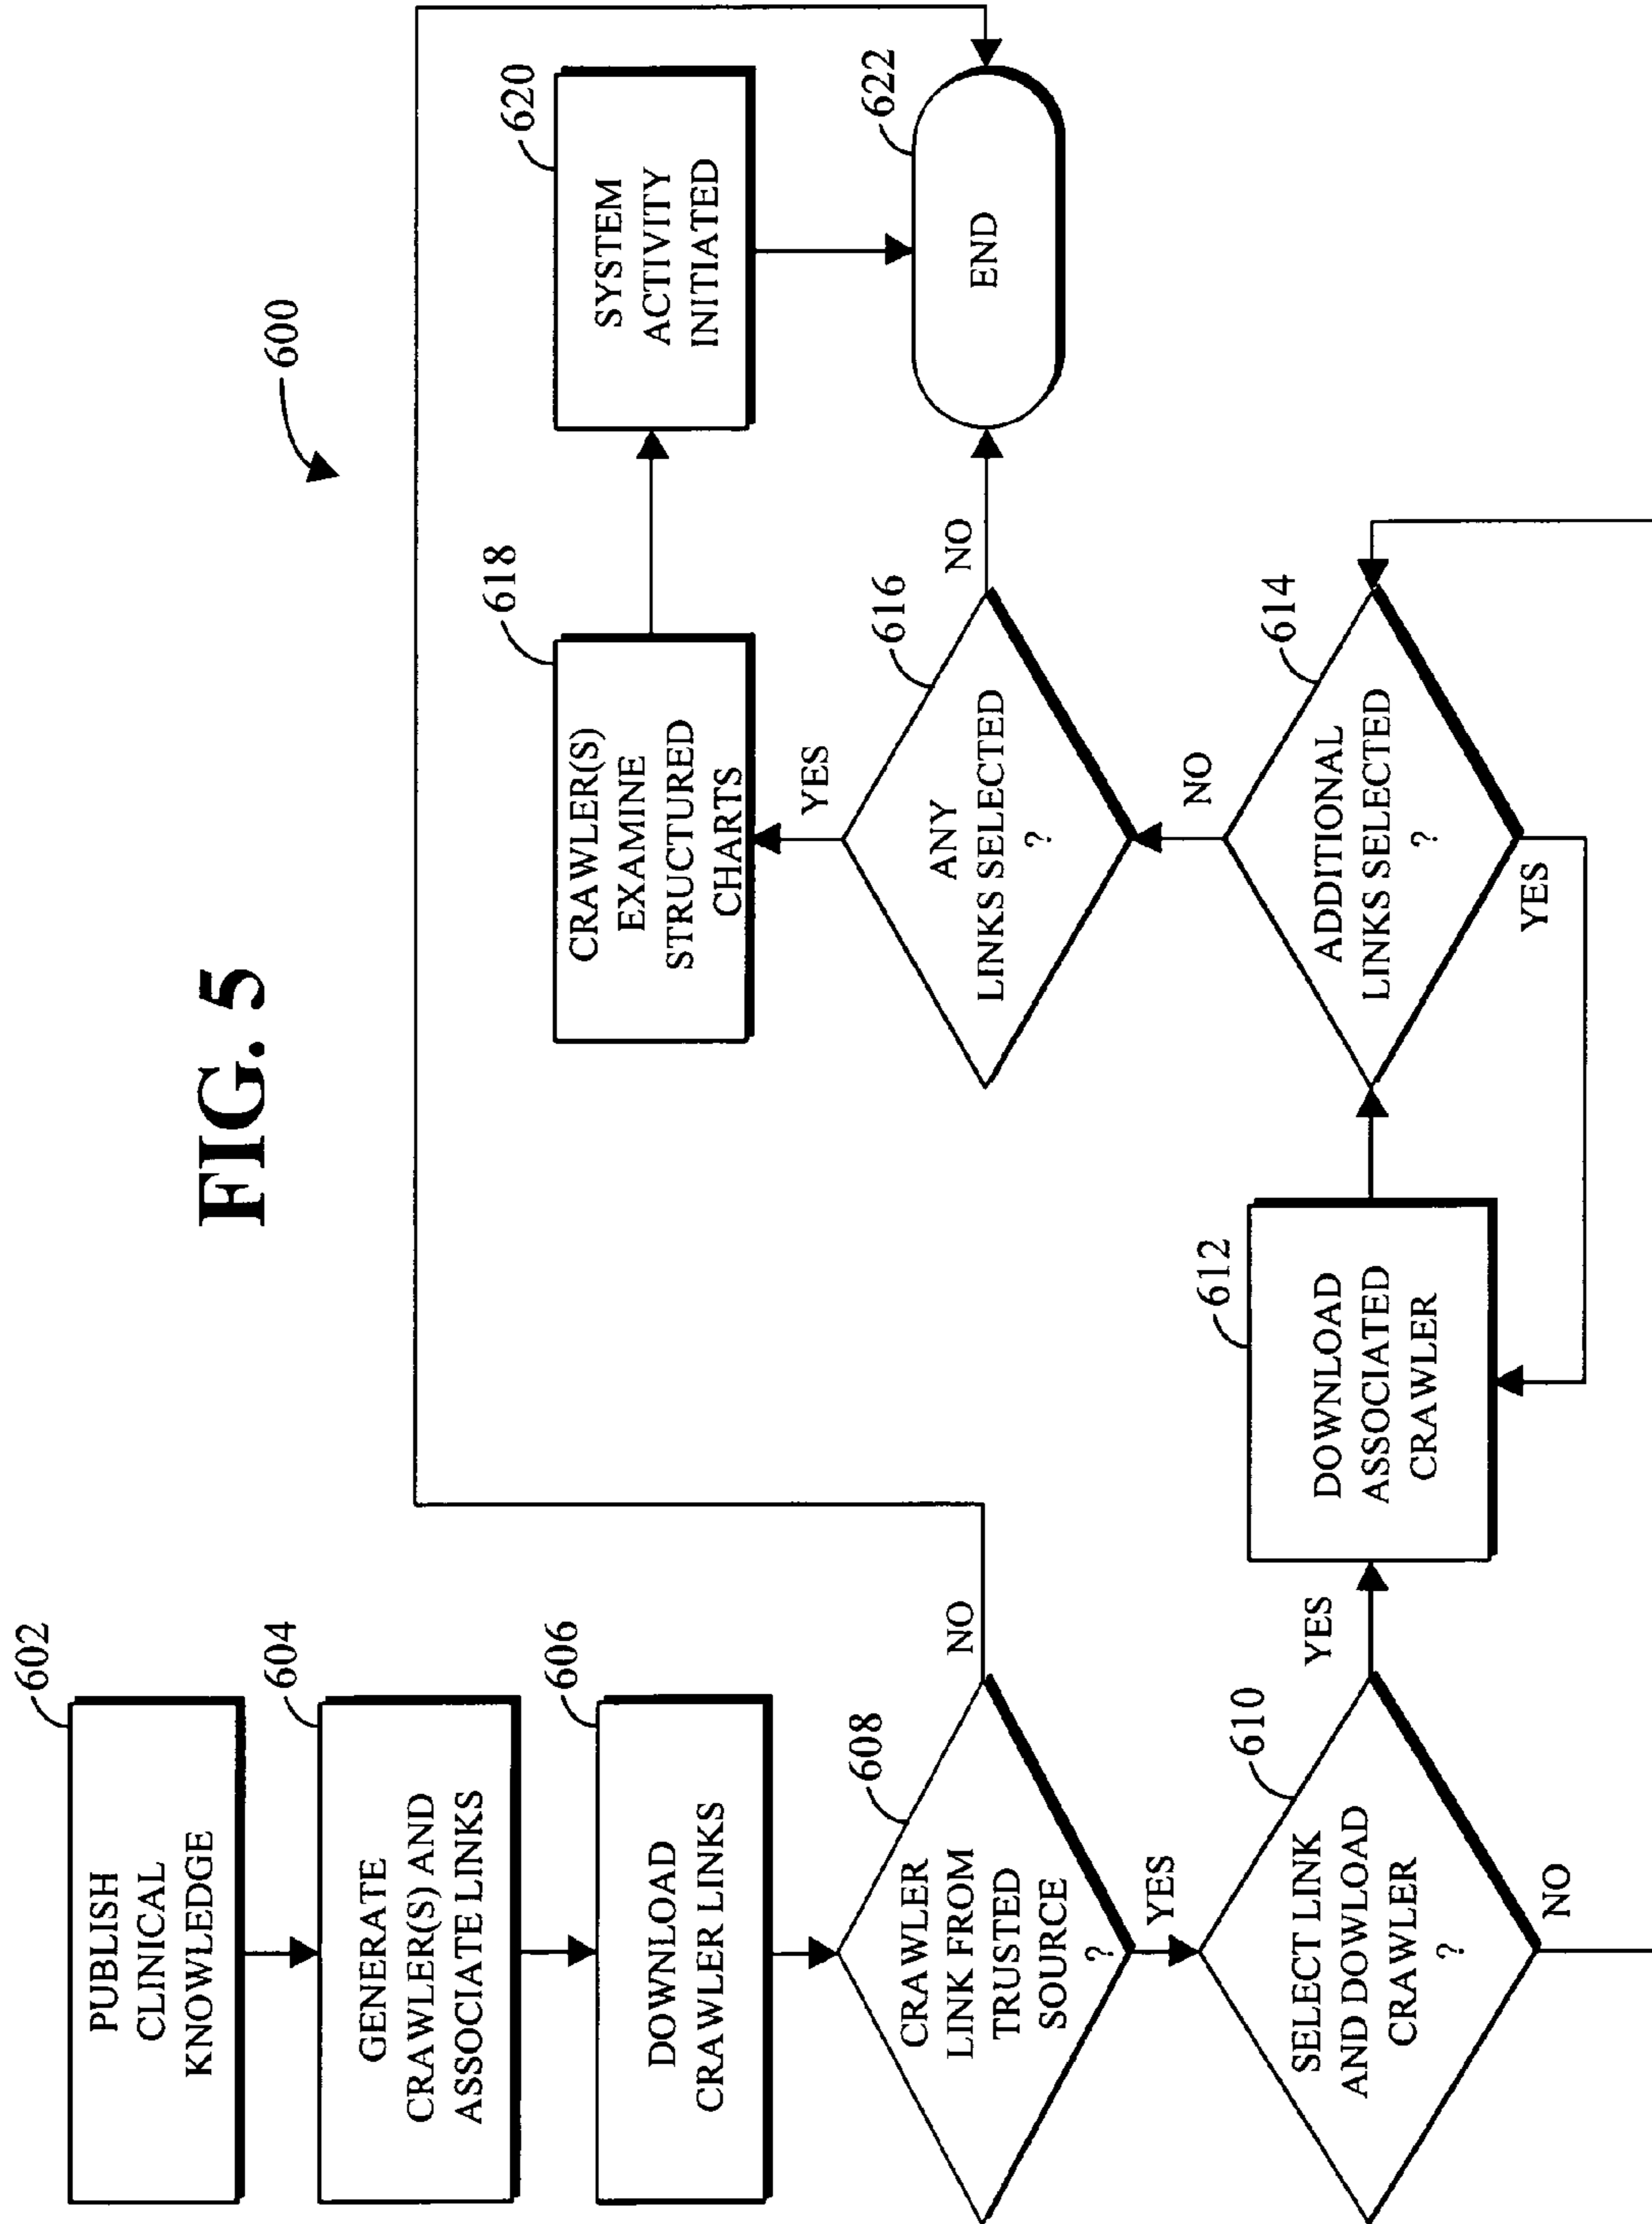 FIG. 5
600
602
PUBLISH
CLINICAL
KNOWLEDGE
604
GENERATE
CRAWLER(S) AND
ASSOCIATE LINKS
606
DOWNLOAD
CRAWLER LINKS
608
CRAWLER
LINK FROM
TRUSTED
SOURCE
?
NO
YES
610
SELECT LINK
AND DOWLOAD
CRAWLER
?
YES
NO
612
DOWNLOAD
ASSOCIATED
CRAWLER
614
ADDITIONAL
LINKS SELECTED
?
NO
YES
616
ANY
LINKS SELECTED
?
YES
NO
618
CRAWLER(S)
EXAMINE
STRUCTURED
CHARTS
620
SYSTEM
ACTIVITY
INITIATED
622
END